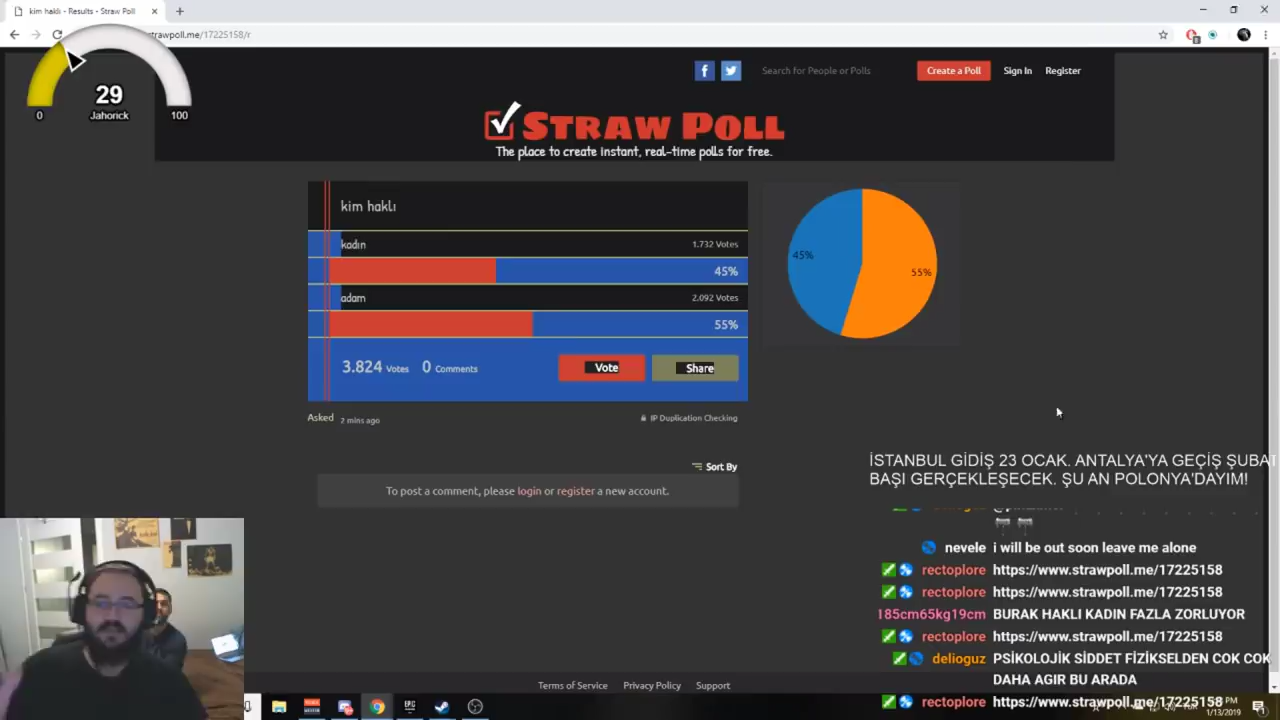 kim haklı - Results - Straw Poll
strawpoll.me/17225158/r
29
Jahorick
0
100
Search for People or Polls
Create a Poll
Sign In
Register
STRAW POLL
The place to create instant, real-time polls for free.
kim haklı
kadın
1.732 Votes
45%
adam
2.092 Votes
55%
3.824 Votes
0 Comments
Vote
Share
45%
55%
Asked 2 mins ago
IP Duplication Checking
Sort By
To post a comment, please login or register a new account.
İSTANBUL GİDİŞ 23 OCAK. ANTALYA'YA GEÇİŞ ŞUBAT
BAŞI GERÇEKLEŞECEK. ŞU AN POLONYA'DAYIM!
nevele i will be out soon leave me alone
rectoplore https://www.strawpoll.me/17225158
rectoplore https://www.strawpoll.me/17225158
185cm65kg19cm BURAK HAKLI KADIN FAZLA ZORLUYOR
rectoplore https://www.strawpoll.me/17225158
delioguz PSİKOLOJİK SİDDET FİZİKSELDEN COK COK
DAHA AGIR BU ARADA
rectoplore https://www.strawpoll.me/17225158
Terms of Service
Privacy Policy
Support
PM
1/13/2019